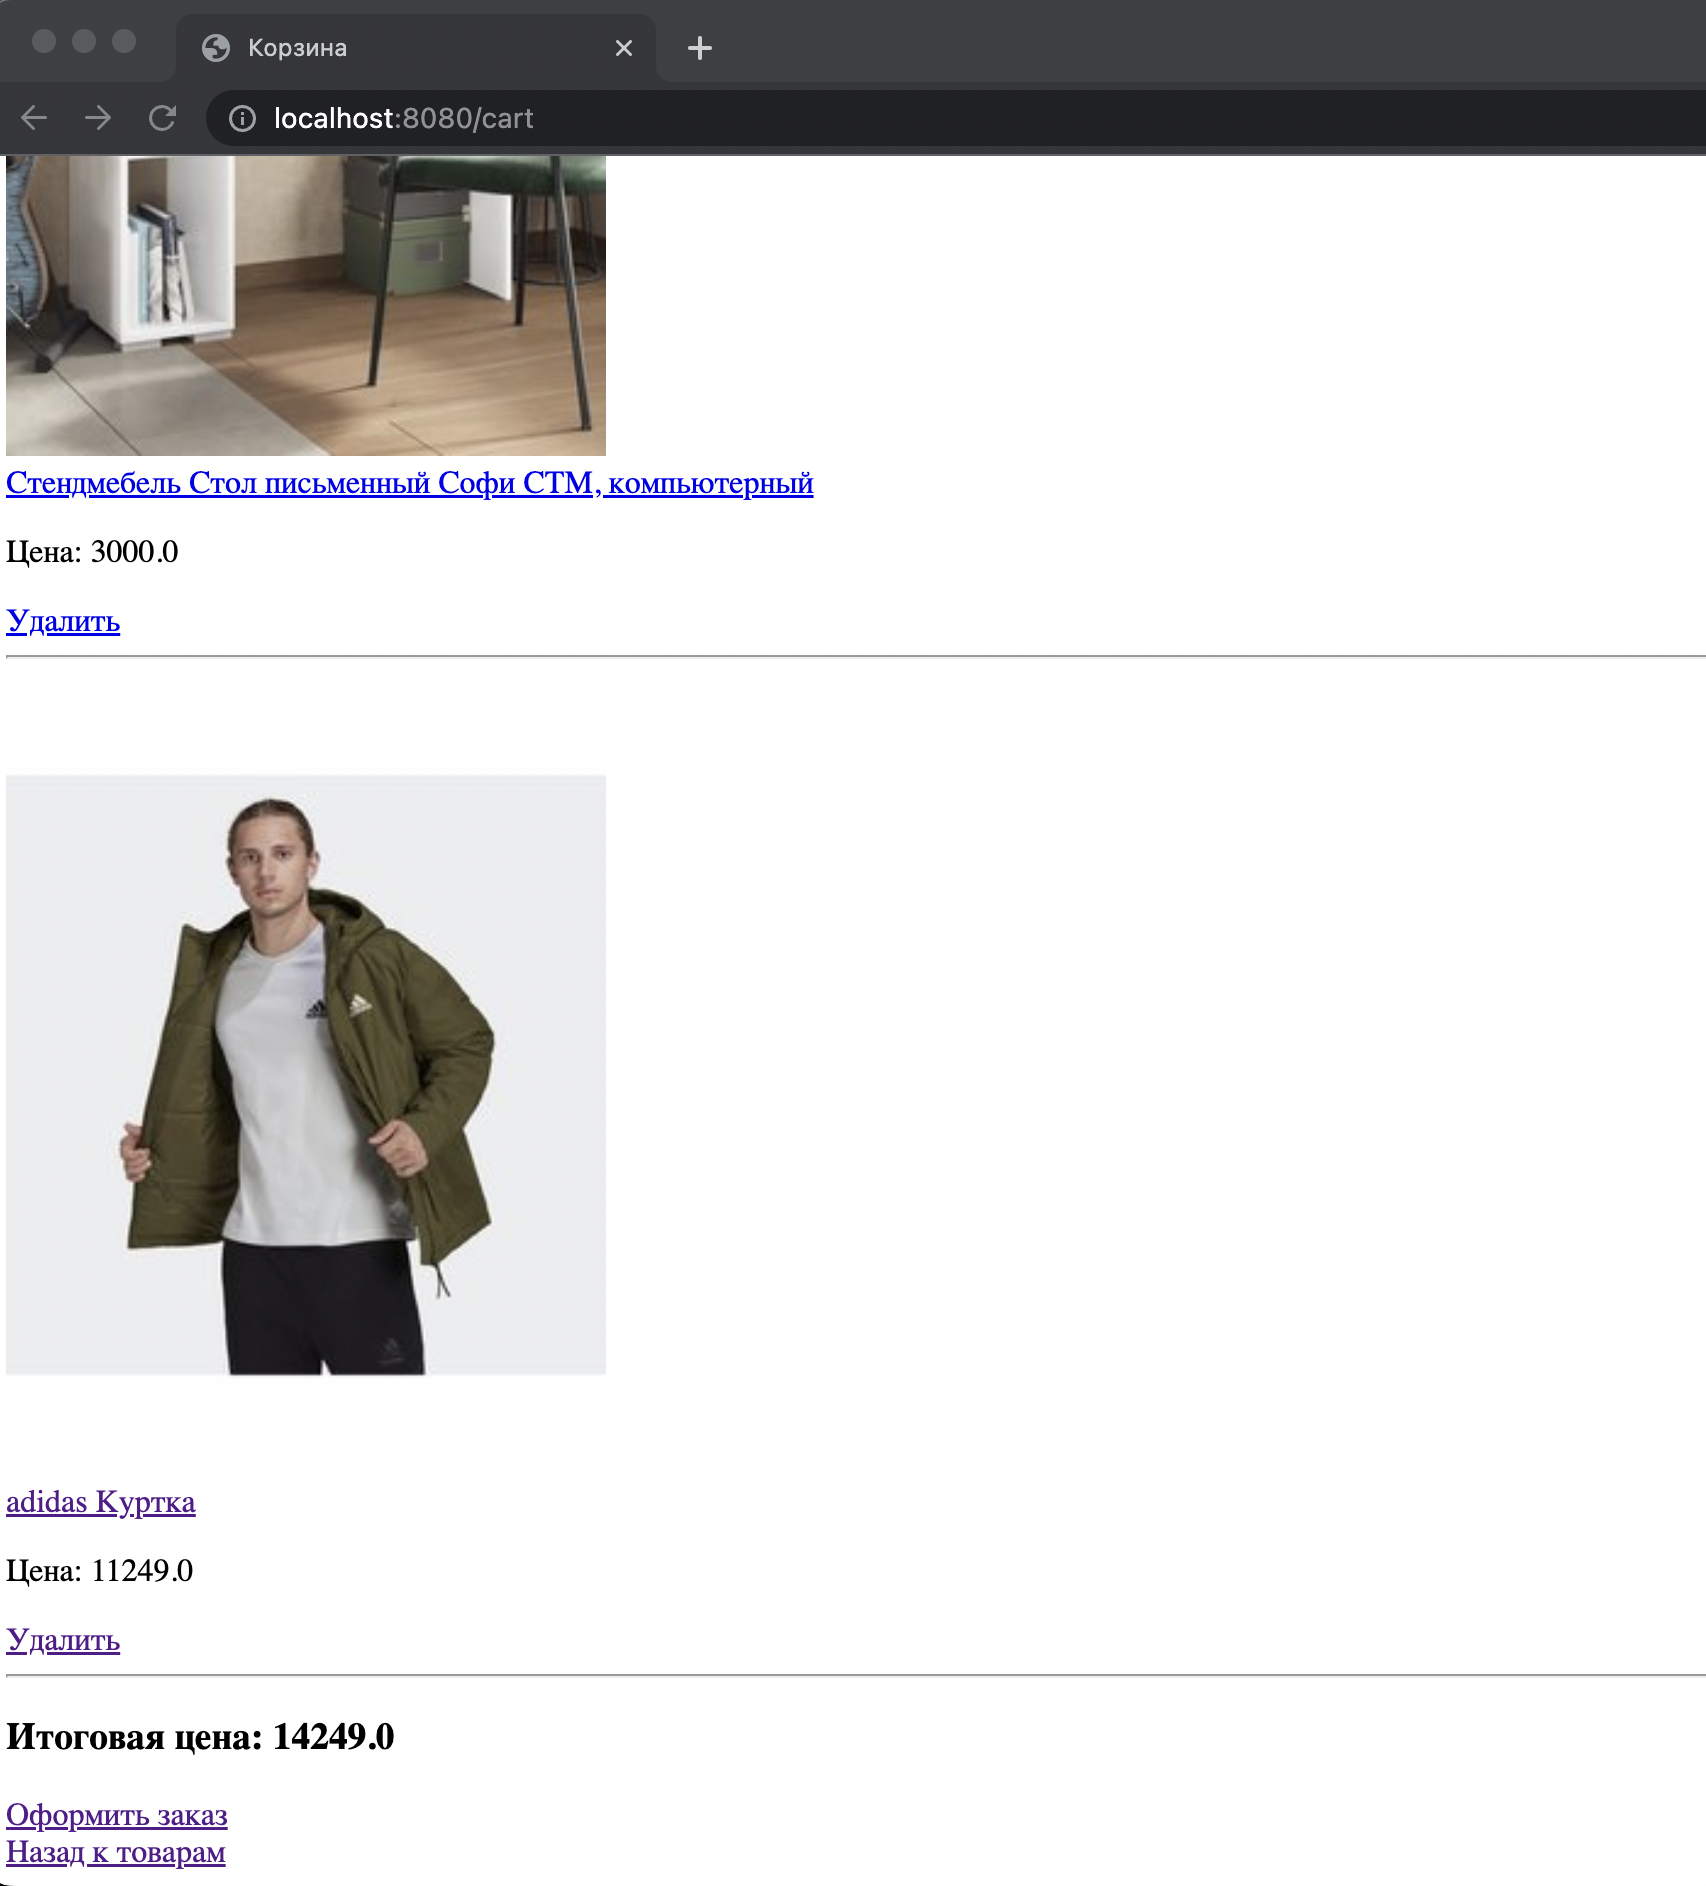 Корзина
localhost:8080/cart
Стендмебель Стол письменный Софи СТМ, компьютерный
Цена: 3000.0
Удалить
adidas Куртка
Цена: 11249.0
Удалить
Итоговая цена: 14249.0
Оформить заказ
Назад к товарам